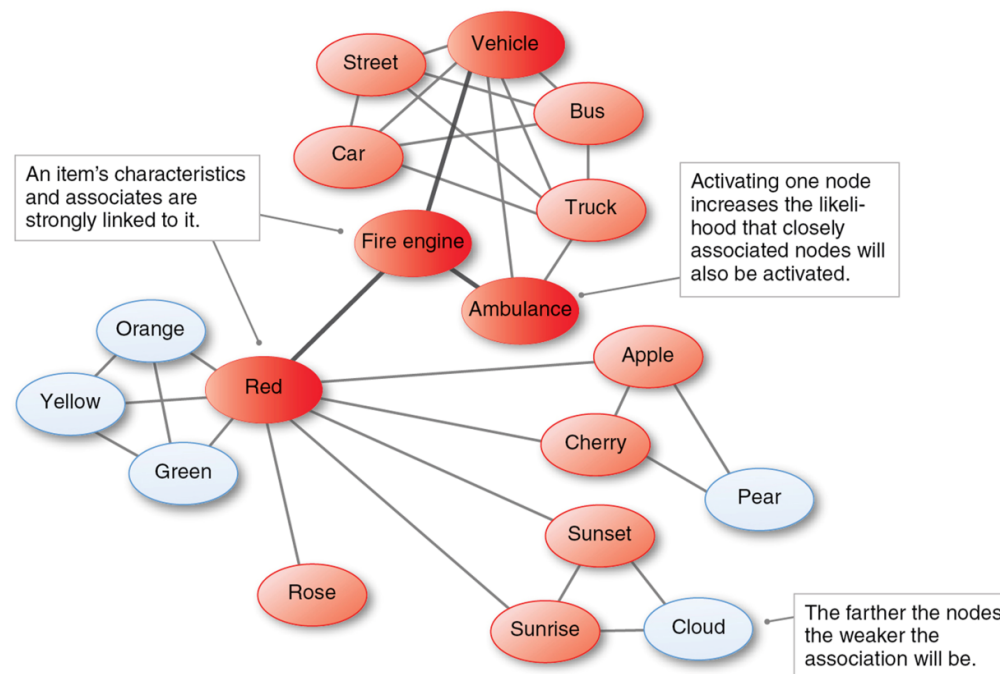 Vehicle
Street
Bus
Car
An item's characteristics
and associates are
strongly linked to it.
Activating one node
increases the likeli-
hood that closely
associated nodes will
also be activated.
Truck
Fire engine
Ambulance
Orange
Apple
Red
Yellow
Cherry
Green
Pear
Sunset
Rose
Sunrise
Cloud
The farther the nodes
the weaker the
association will be.